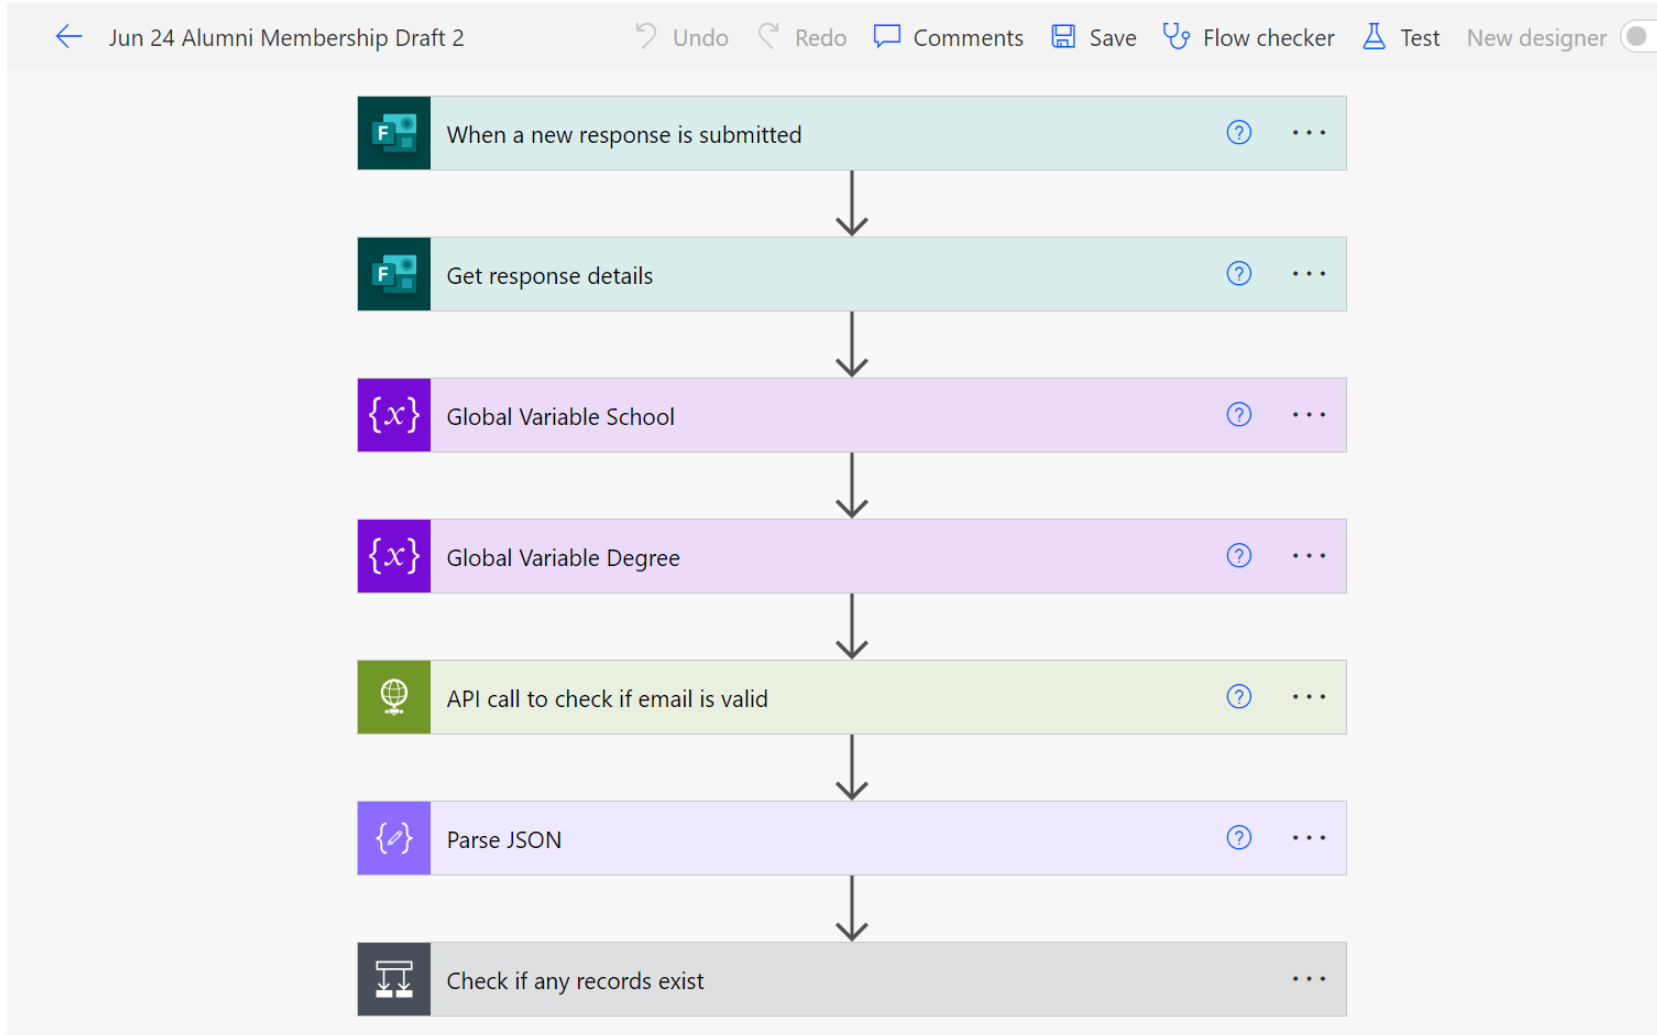 Jun 24 Alumni Membership Draft 2 Undo Redo Comments Save Flow checker Test New designer
F When a new response is submitted ? ...
F Get response details ? ...
{x} Global Variable School ? ...
{x} Global Variable Degree ? ...
API call to check if email is valid ? ...
Parse JSON ? ...
Check if any records exist ...